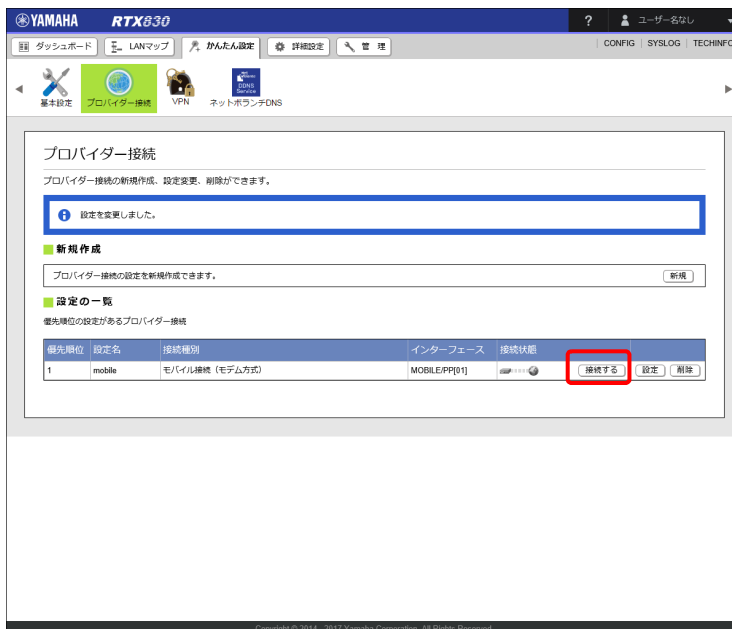 YAMAHA RTX830 ? ユーザー名なし
ダッシュボード LANマップ かんたん設定 詳細設定 管 理 CONFIG SYSLOG TECHINFO
DDNS
Service
基本設定 プロバイダー接続 VPN ネットボランチDNS
プロバイダー接続
プロバイダー接続の新規作成、設定変更、削除ができます。
設定を変更しました。
新規作成
プロバイダー接続の設定を新規作成できます。 新規
設定の一覧
優先順位の設定があるプロバイダー接続
優先順位 設定名 接続種別 インターフェース 接続状態
1 mobile モバイル接続（モデム方式） MOBILE/PP[01] 接続する 設定 削除
Copyright © 2014 - 2017 Yamaha Corporation. All Rights Reserved.